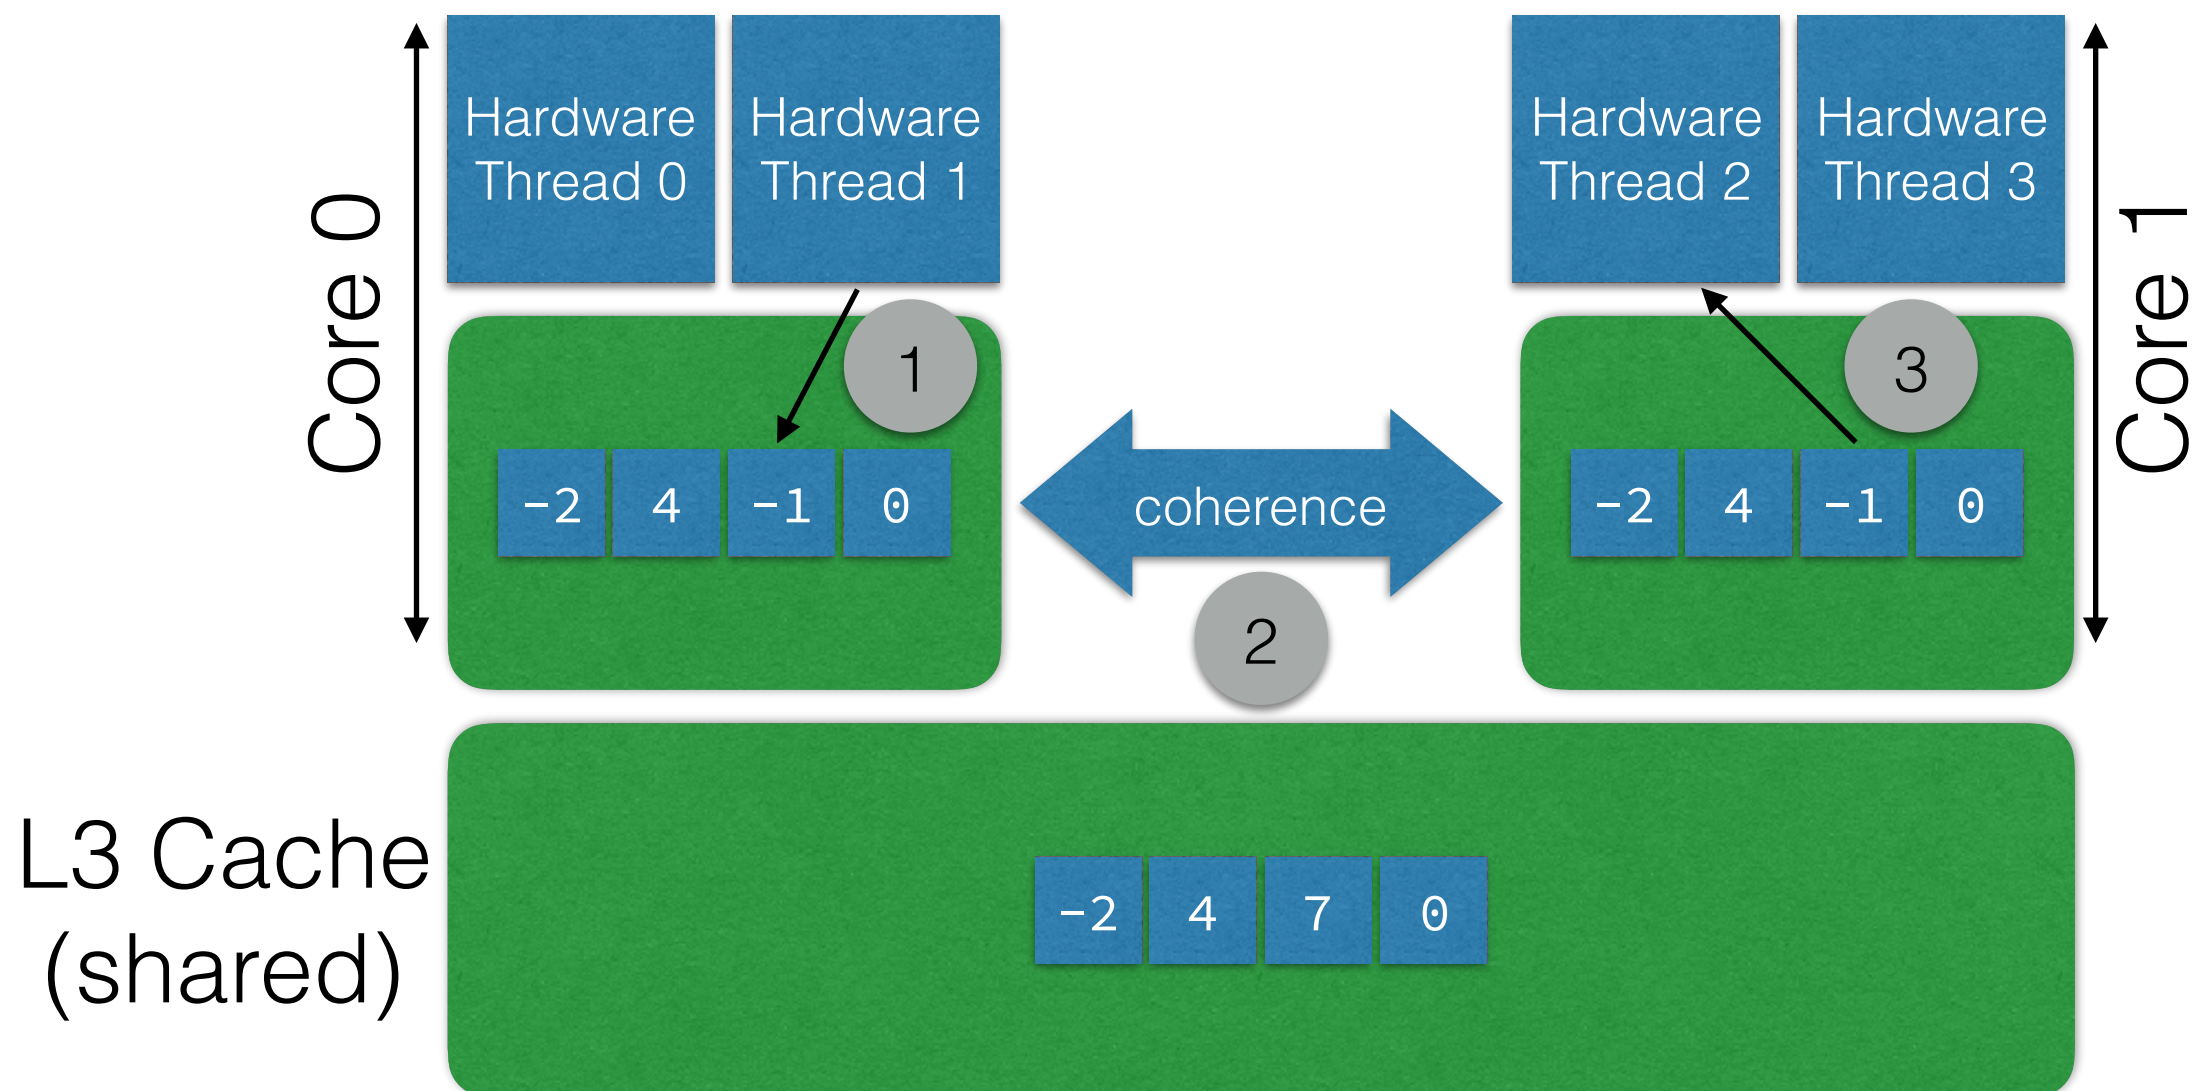 Core 0
Hardware
Thread 0
Hardware
Thread 1
Hardware
Thread 2
Hardware
Thread 3
Core 1
1
3
-2 4 -1 0
coherence
-2 4 -1 0
2
L3 Cache
(shared)
-2 4 7 0